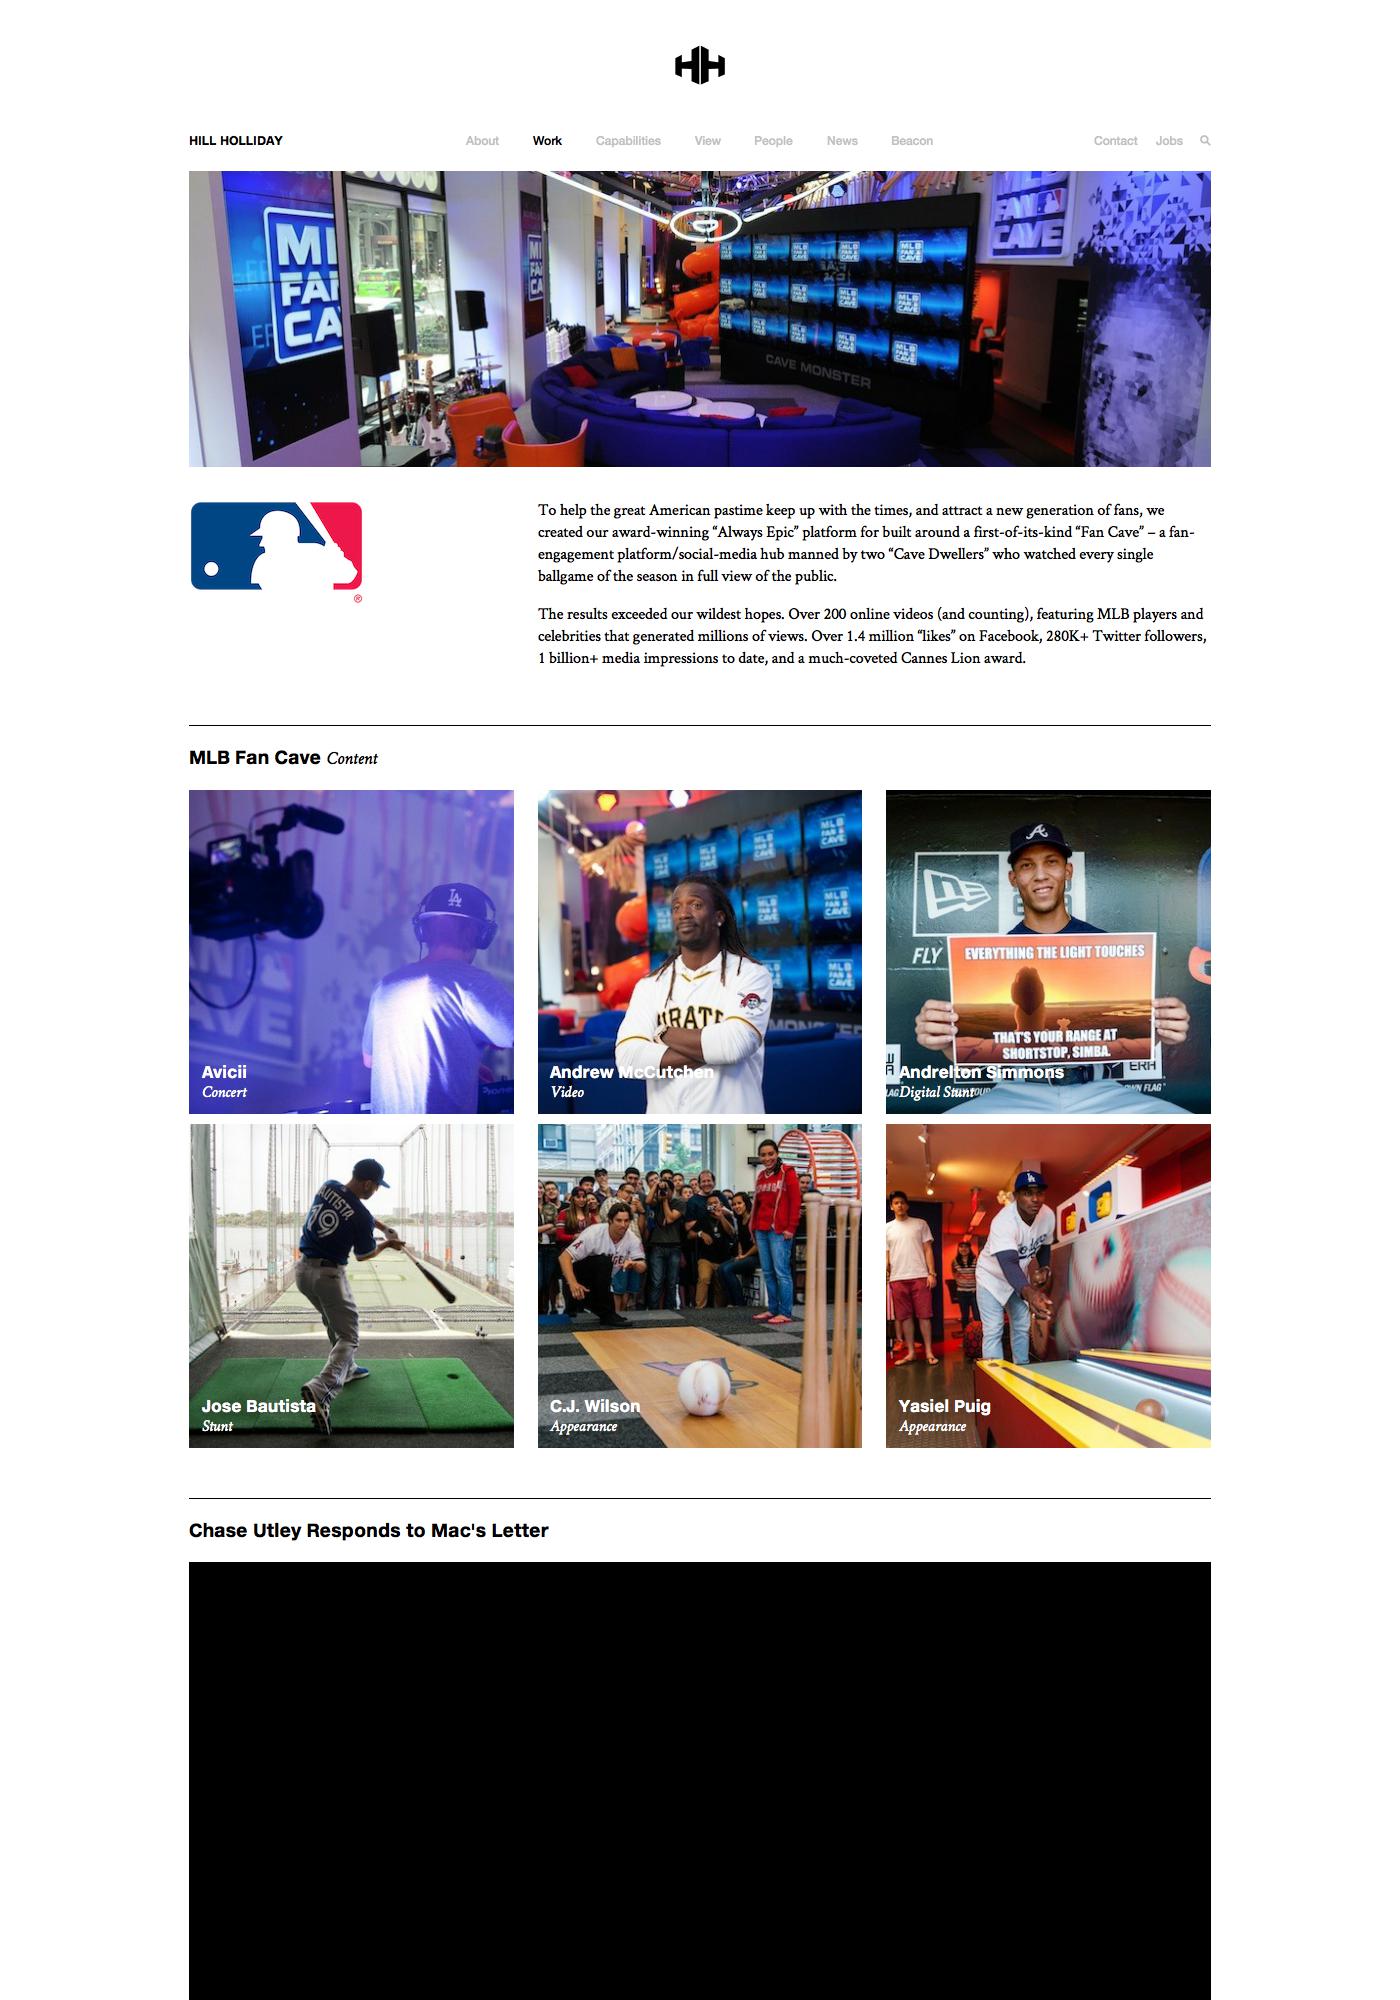 HH
HILL HOLLIDAY About Work Capabilities View People News Beacon Contact Jobs
MLB FAN CAVE
CAVE MONSTER
To help the great American pastime keep up with the times, and attract a new generation of fans, we
created our award-winning “Always Epic” platform for built around a first-of-its-kind “Fan Cave” – a fan-
engagement platform/social-media hub manned by two “Cave Dwellers” who watched every single
ballgame of the season in full view of the public.
The results exceeded our wildest hopes. Over 200 online videos (and counting), featuring MLB players and
celebrities that generated millions of views. Over 1.4 million “likes” on Facebook, 280K+ Twitter followers,
1 billion+ media impressions to date, and a much-coveted Cannes Lion award.
MLB Fan Cave Content
LA
Avicii
Concert
MLB
FAN
CAVE
Andrew McCutchen
Video
A
FLY
EVERYTHING THE LIGHT TOUCHES
THAT'S YOUR RANGE AT
SHORTSTOP, SIMBA.
ERA
Andrelton Simmons
Digital Stunt
19
Jose Bautista
Stunt
C.J. Wilson
Appearance
Yasiel Puig
Appearance
Chase Utley Responds to Mac's Letter